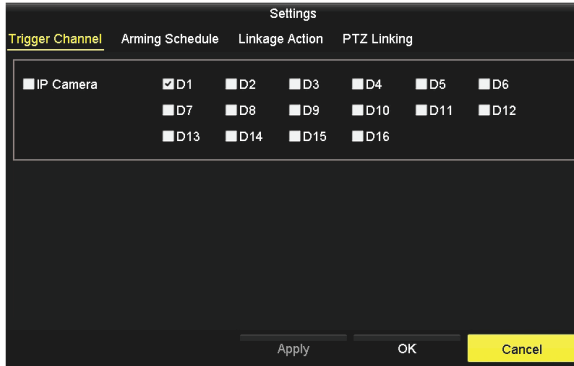 Settings
Trigger Channel Arming Schedule Linkage Action PTZ Linking
IP Camera D1 D2 D3 D4 D5 D6
D7 D8 D9 D10 D11 D12
D13 D14 D15 D16
Apply OK Cancel